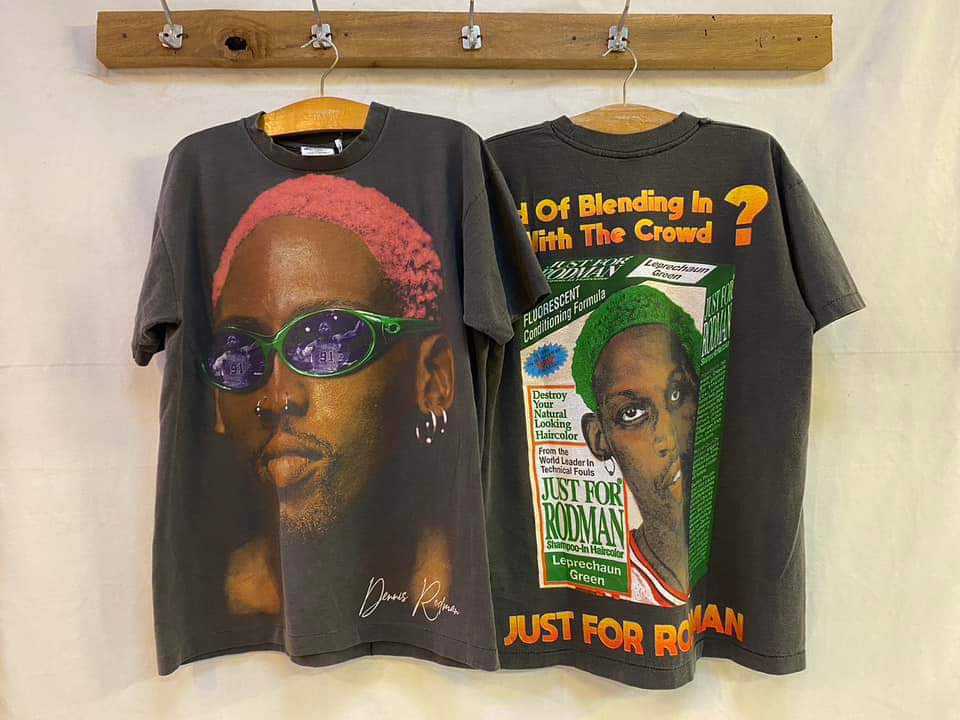 91
91
Dennis Rodman
d Of Blending In
With The Crowd ?
JUST FOR
RODMAN
Leprechaun
Green
FLUORESCENT
Conditioning Formula
JUST FOR
RODMAN
Destroy
Your
Natural
Looking
Haircolor
From the
World Leader In
Technical Fouls
JUST FOR
RODMAN
Shampoo-In Haircolor
Leprechaun
Green
JUST FOR RODMAN